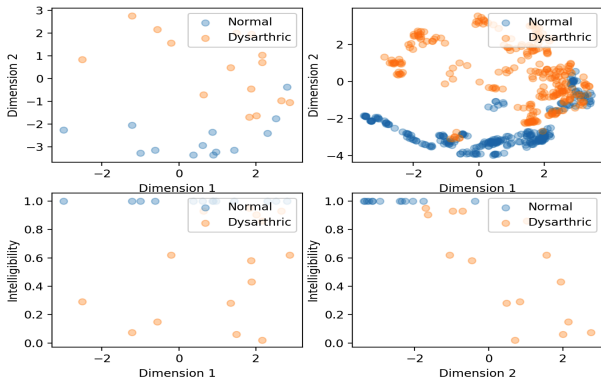 3
2
1
0
−1
−2
−3
Dimension 2
−2
0
2
Dimension 1
Normal
Dysarthric
2
0
−2
−4
Dimension 2
−2
0
2
Dimension 1
Normal
Dysarthric
1.0
0.8
0.6
0.4
0.2
0.0
Intelligibility
−2
0
2
Dimension 1
Normal
Dysarthric
1.0
0.8
0.6
0.4
0.2
0.0
Intelligibility
−2
0
2
Dimension 2
Normal
Dysarthric